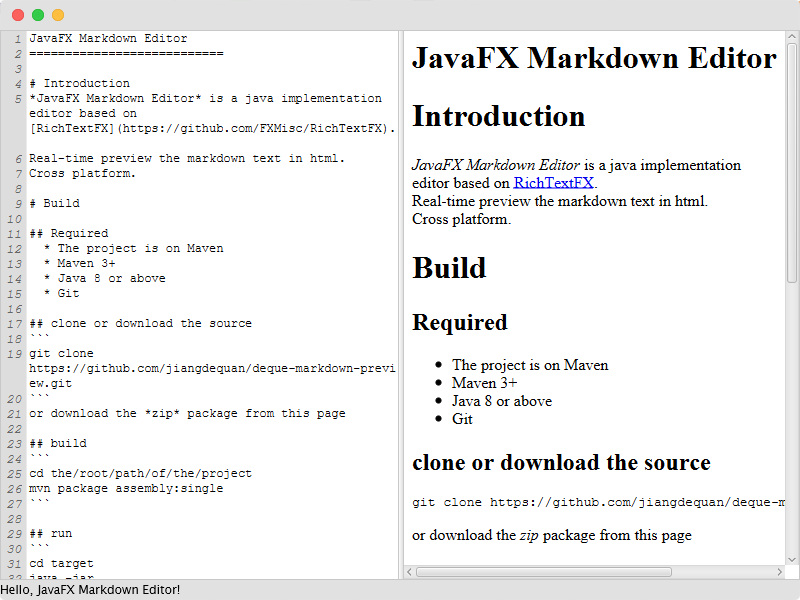 1 JavaFX Markdown Editor
2 ===========================
3
4 # Introduction
5 *JavaFX Markdown Editor* is a java implementation
editor based on
[RichTextFX](https://github.com/FXMisc/RichTextFX).
6 Real-time preview the markdown text in html.
7 Cross platform.
8
9 # Build
10
11 ## Required
12   * The project is on Maven
13   * Maven 3+
14   * Java 8 or above
15   * Git
16
17 ## clone or download the source
18 ```
19 git clone
https://github.com/jiangdequan/deque-markdown-previ
ew.git
20 ```
21 or download the *zip* package from this page
22
23 ## build
24 ```
25 cd the/root/path/of/the/project
26 mvn package assembly:single
27 ```
28
29 ## run
30 ```
31 cd target
32 java -jar
JavaFX Markdown Editor
Introduction
JavaFX Markdown Editor is a java implementation
editor based on RichTextFX.
Real-time preview the markdown text in html.
Cross platform.
Build
Required
• The project is on Maven
• Maven 3+
• Java 8 or above
• Git
clone or download the source
git clone https://github.com/jiangdequan/deque-m
or download the zip package from this page
Hello, JavaFX Markdown Editor!